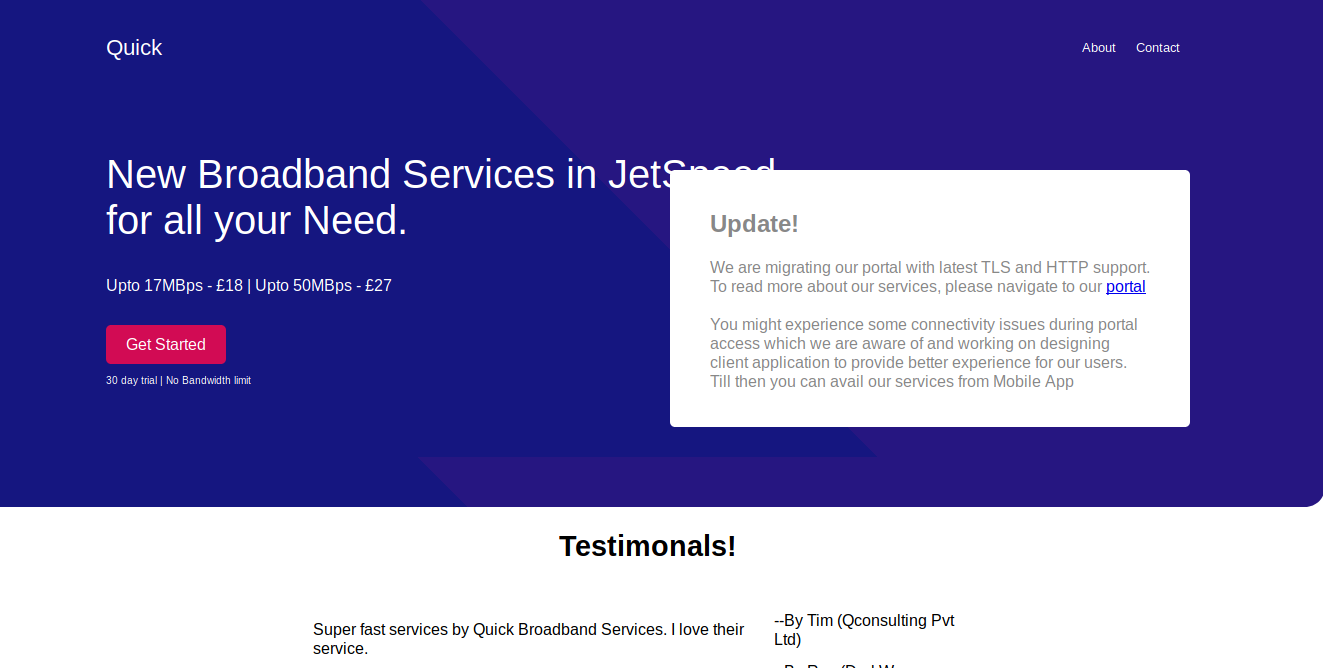 Quick
About Contact
New Broadband Services in JetSpeed
for all your Need.
Upto 17MBps - £18 | Upto 50MBps - £27
Get Started
30 day trial | No Bandwidth limit
Update!
We are migrating our portal with latest TLS and HTTP support.
To read more about our services, please navigate to our portal
You might experience some connectivity issues during portal
access which we are aware of and working on designing
client application to provide better experience for our users.
Till then you can avail our services from Mobile App
Testimonals!
Super fast services by Quick Broadband Services. I love their
service.
--By Tim (Qconsulting Pvt
Ltd)